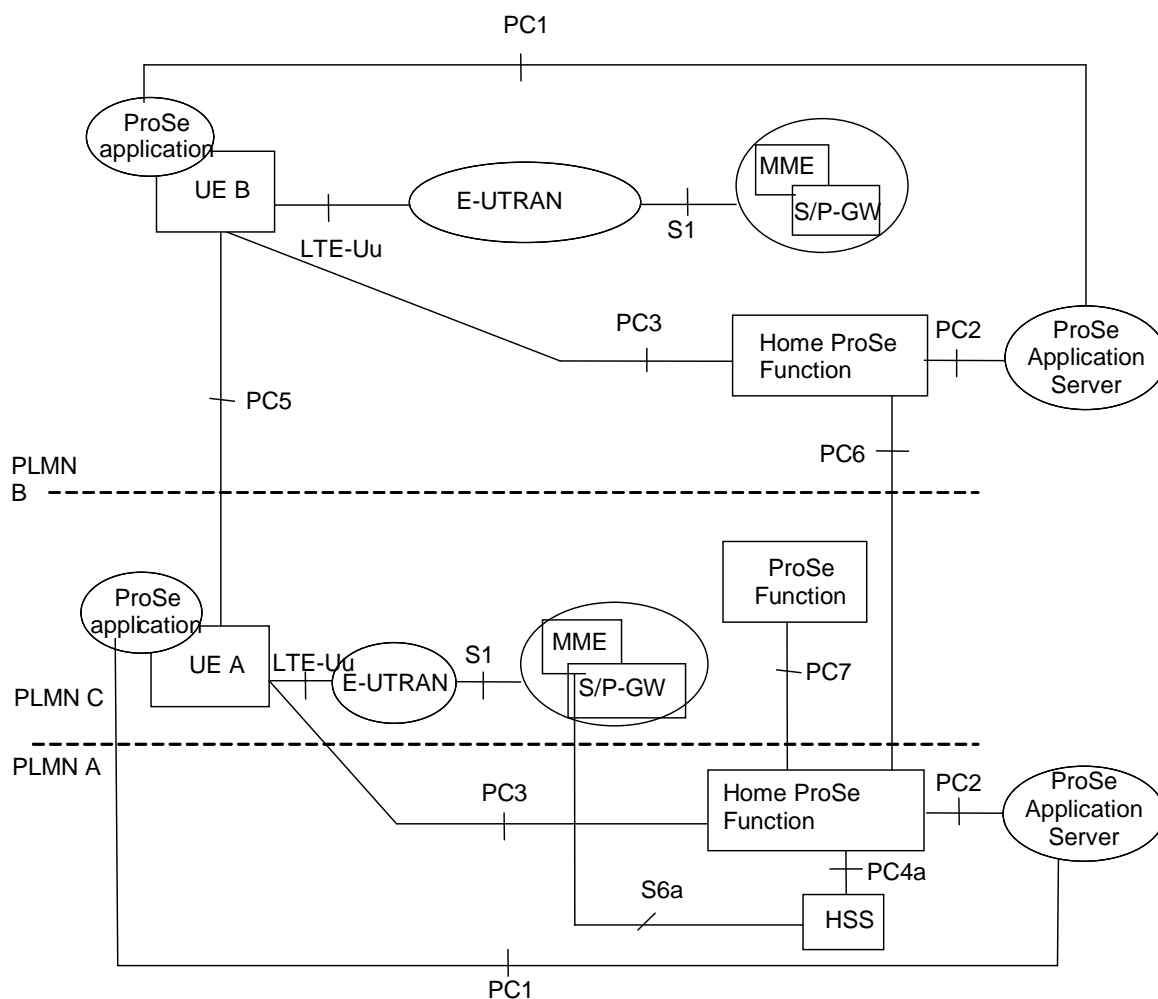 PC1
ProSe
application
UE B
LTE-Uu
E-UTRAN
S1
MME
S/P-GW
PC3
Home ProSe
Function
PC2
ProSe
Application
Server
PC5
PC6
PLMN
B
ProSe
Function
ProSe
application
UE A
LTE-Uu
E-UTRAN
S1
MME
S/P-GW
PC7
PLMN C
PLMN A
PC3
Home ProSe
Function
PC2
ProSe
Application
Server
PC4a
S6a
HSS
PC1